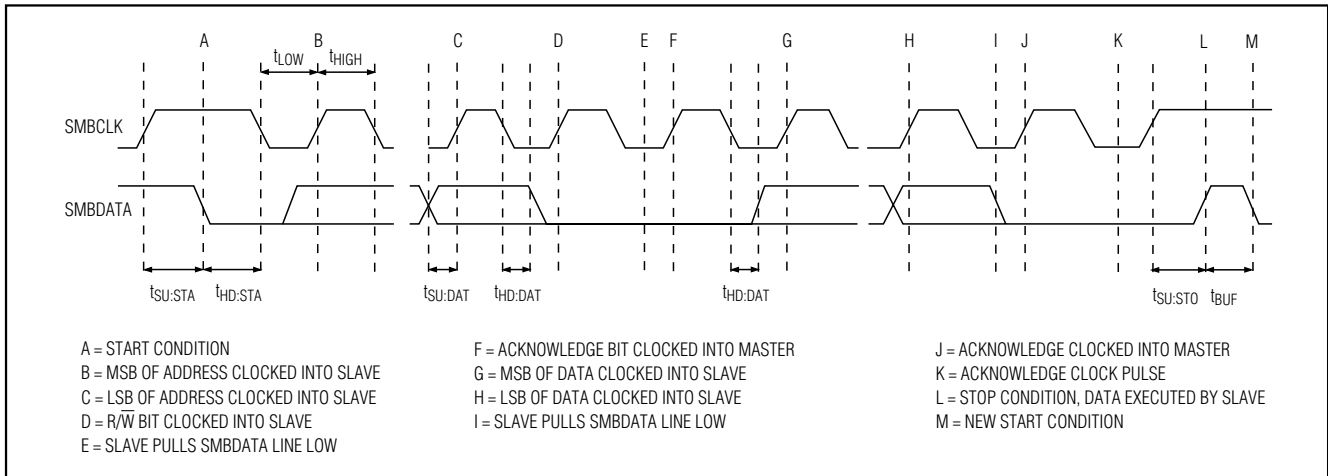 A B C D E F G H I J K L M
tLOW tHIGH
SMBCLK
SMBDATA
tSU:STA tHD:STA tSU:DAT tHD:DAT tHD:DAT tSU:STO tBUF
A = START CONDITION
B = MSB OF ADDRESS CLOCKED INTO SLAVE
C = LSB OF ADDRESS CLOCKED INTO SLAVE
D = R/W̅ BIT CLOCKED INTO SLAVE
E = SLAVE PULLS SMBDATA LINE LOW
F = ACKNOWLEDGE BIT CLOCKED INTO MASTER
G = MSB OF DATA CLOCKED INTO SLAVE
H = LSB OF DATA CLOCKED INTO SLAVE
I = SLAVE PULLS SMBDATA LINE LOW
J = ACKNOWLEDGE CLOCKED INTO MASTER
K = ACKNOWLEDGE CLOCK PULSE
L = STOP CONDITION, DATA EXECUTED BY SLAVE
M = NEW START CONDITION